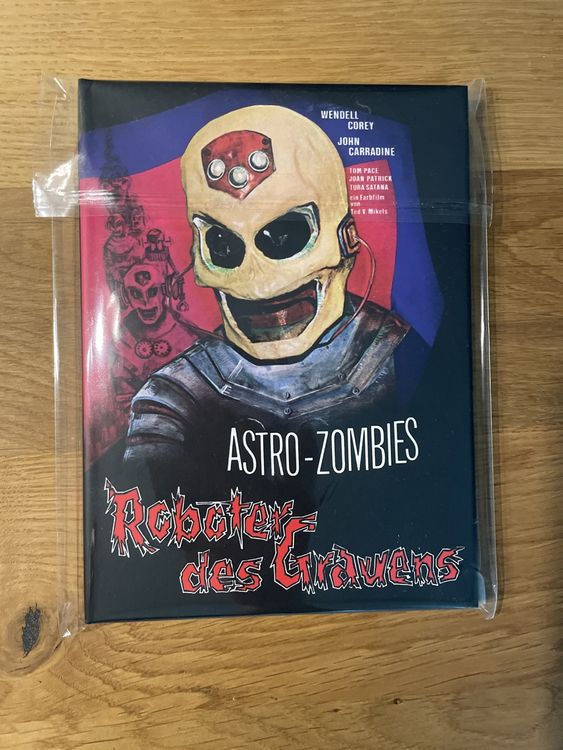 WENDELL
COREY
JOHN
CARRADINE
TOM PACE
JOAN PATRICK
TURA SATANA
ein Farbfilm
von
Ted V. Mikels
ASTRO-ZOMBIES
Roboter
des Grauens